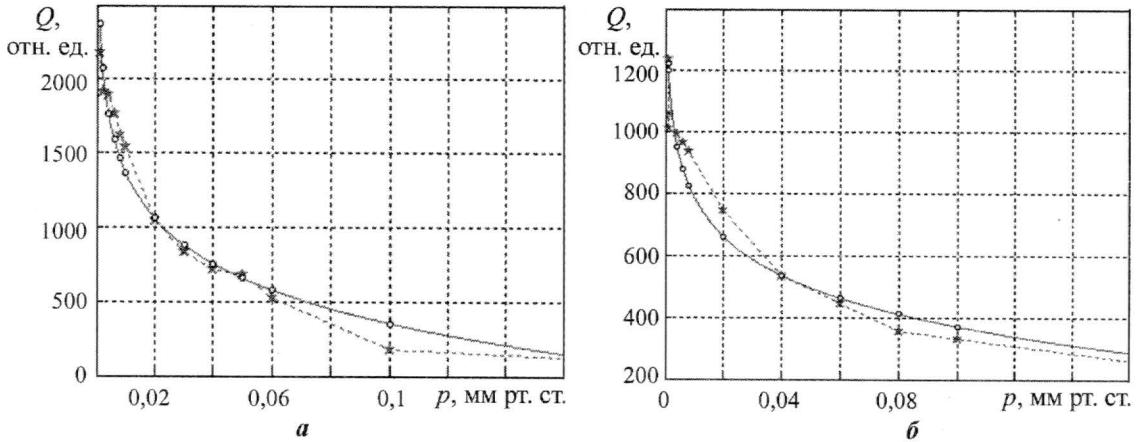 Q,
отн. ед.
2000
1500
1000
500
0
0,02
0,06
0,1
p, мм рт. ст.
а
Q,
отн. ед.
1200
1000
800
600
400
200
0
0,04
0,08
p, мм рт. ст.
б